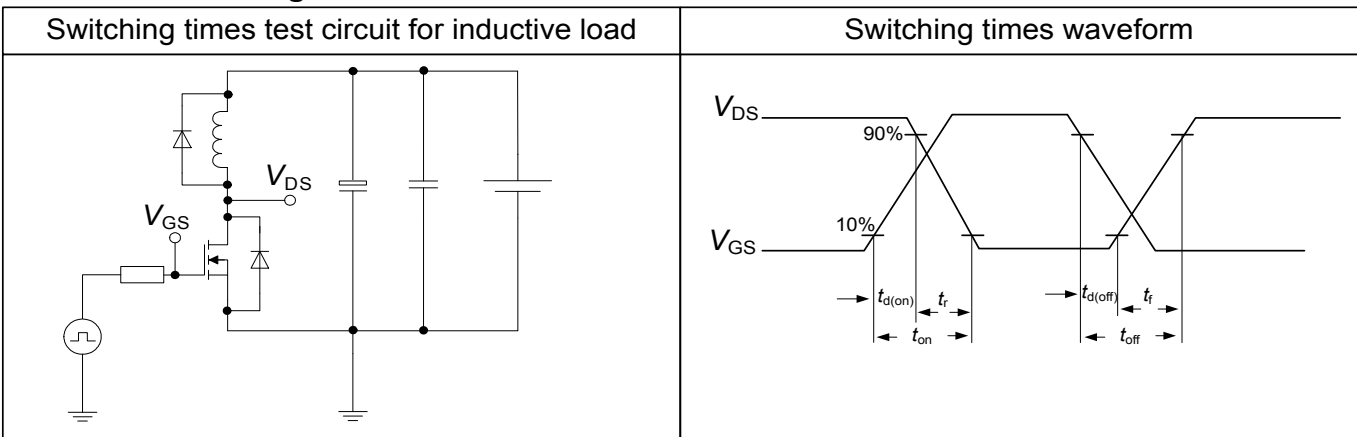 Switching times test circuit for inductive load
Switching times waveform
VDS
VGS
VDS
90%
10%
VGS
td(on) tr
ton
td(off) tf
toff